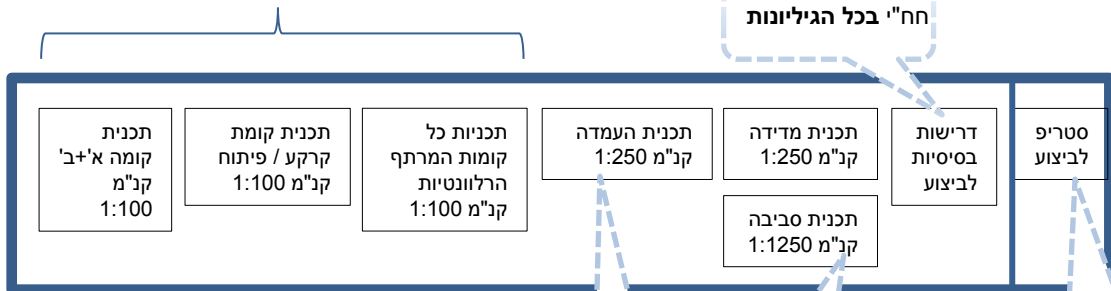 חח"י בכל הגיליונות
סטריפ
לביצוע
דרישות
בסיסיות
לביצוע
תכנית מדידה
קנ"מ 1:250
תכנית סביבה
קנ"מ 1:1250
תכנית העמדה
קנ"מ 1:250
תכניות כל
קומות המרתף
הרלוונטיות
קנ"מ 1:100
תכנית קומת
קרקע / פיתוח
קנ"מ 1:100
תכנית
קומה א'+ב'
קנ"מ
1:100